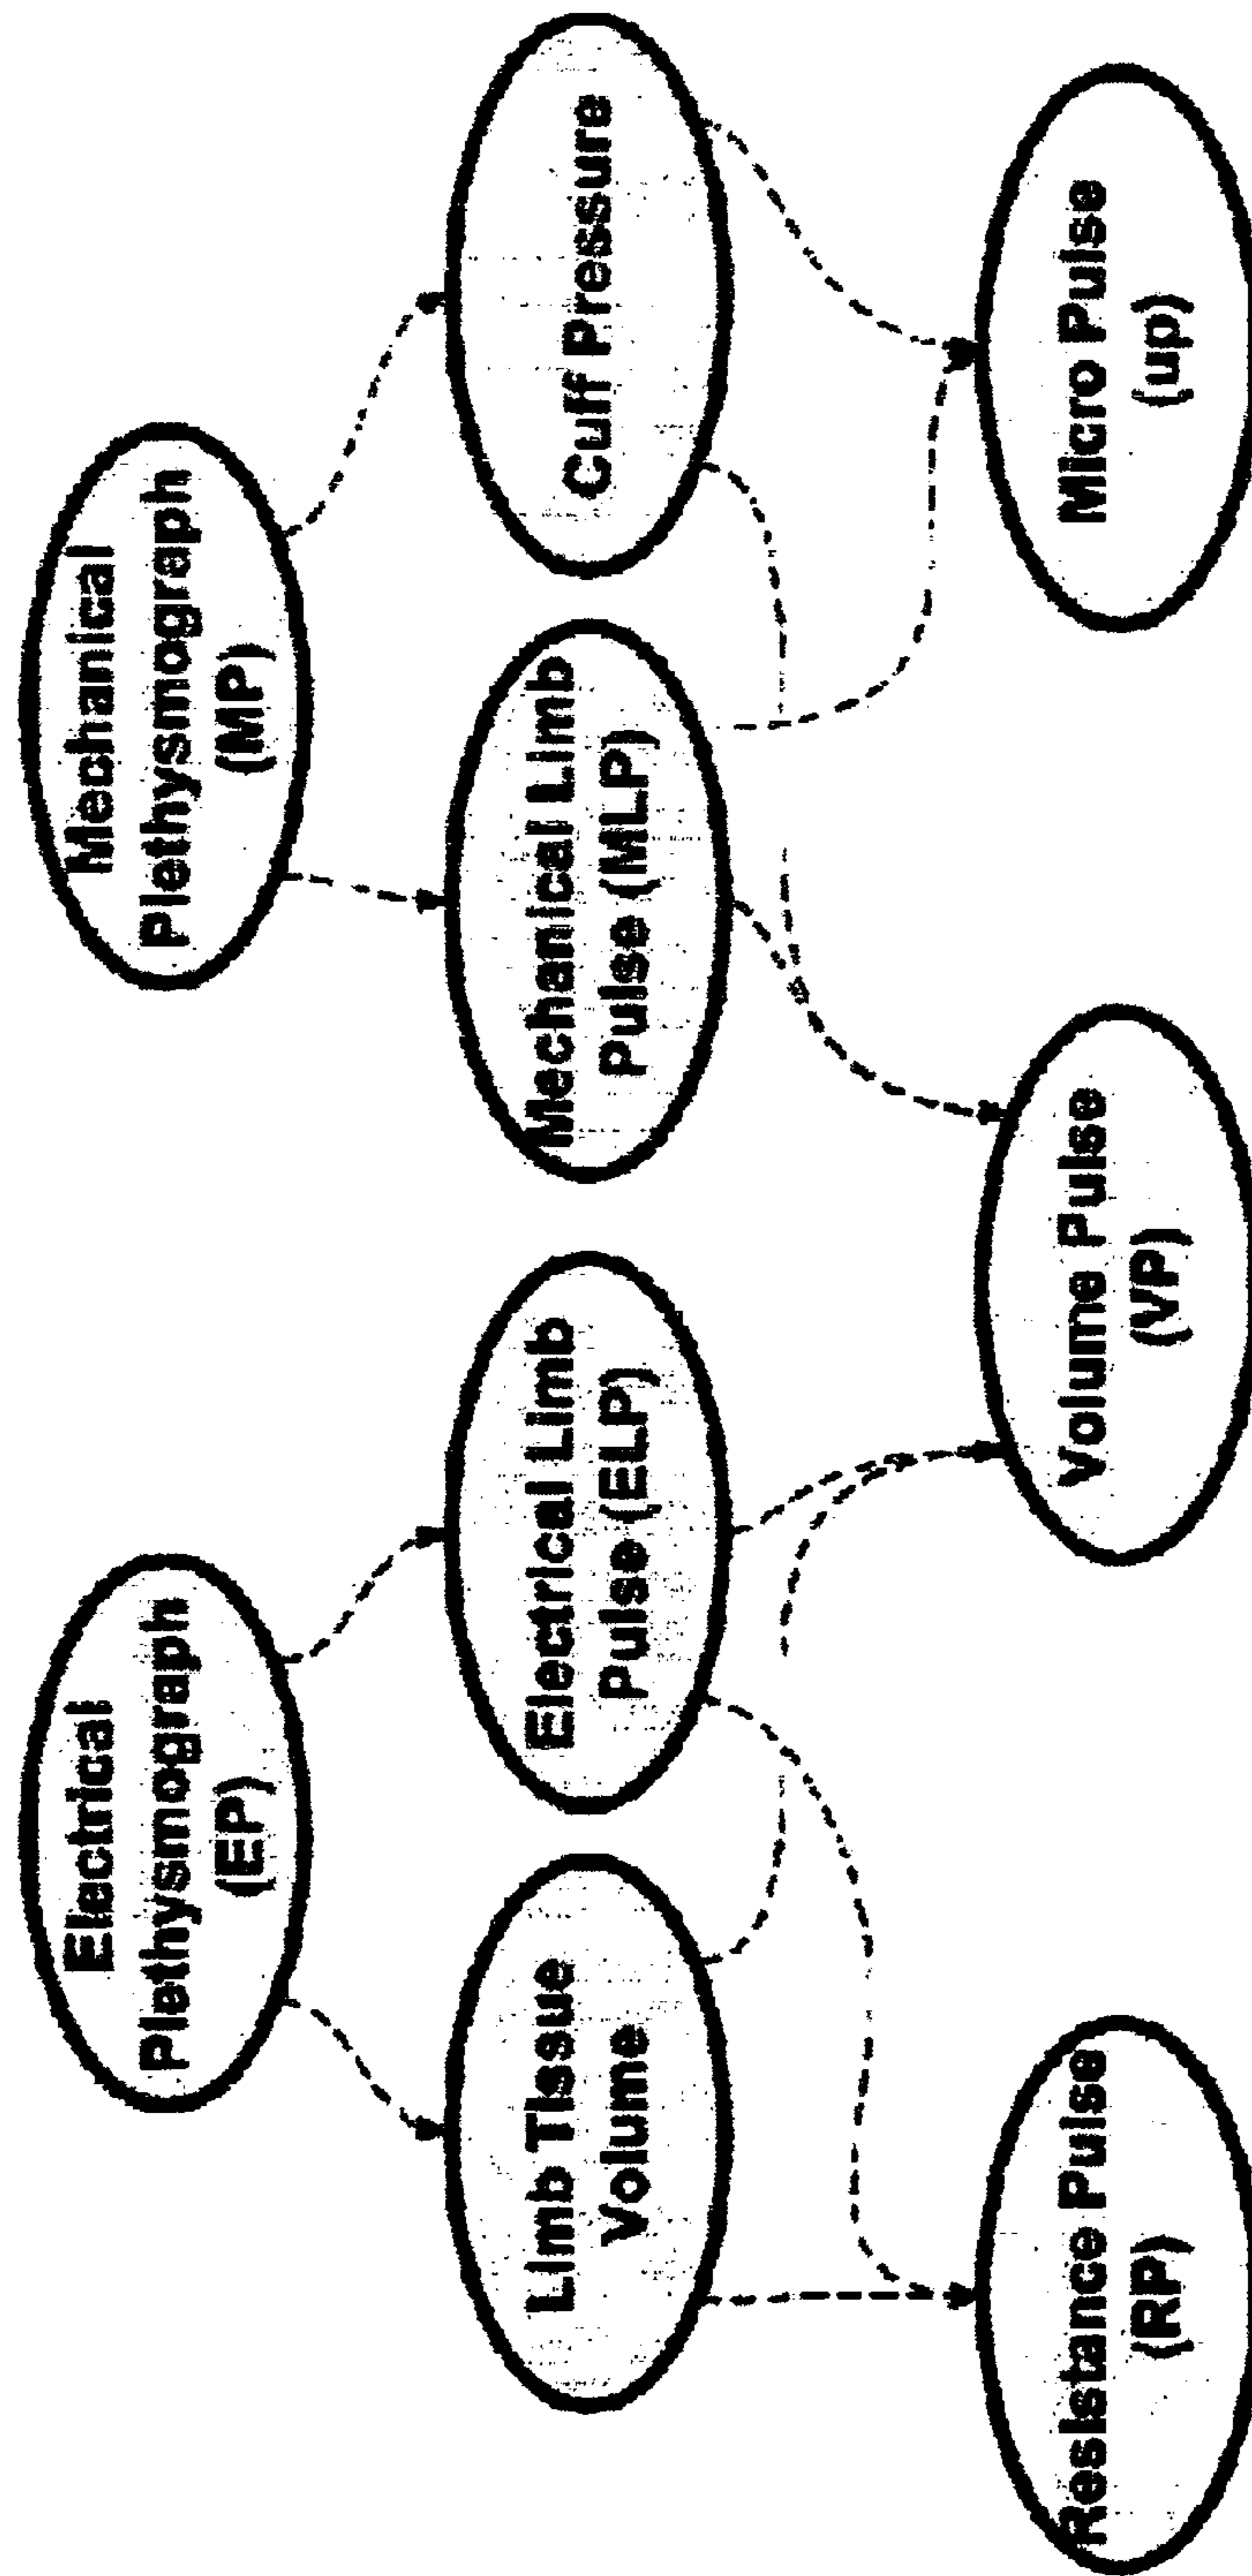 Electrical
Plethysmograph
(EP)
Mechanical
Plethysmograph
(MP)
Limb Tissue
Volume
Electrical Limb
Pulse (ELP)
Mechanical Limb
Pulse (MLP)
Cuff Pressure
Resistance Pulse
(RP)
Volume Pulse
(VP)
Micro Pulse
(up)